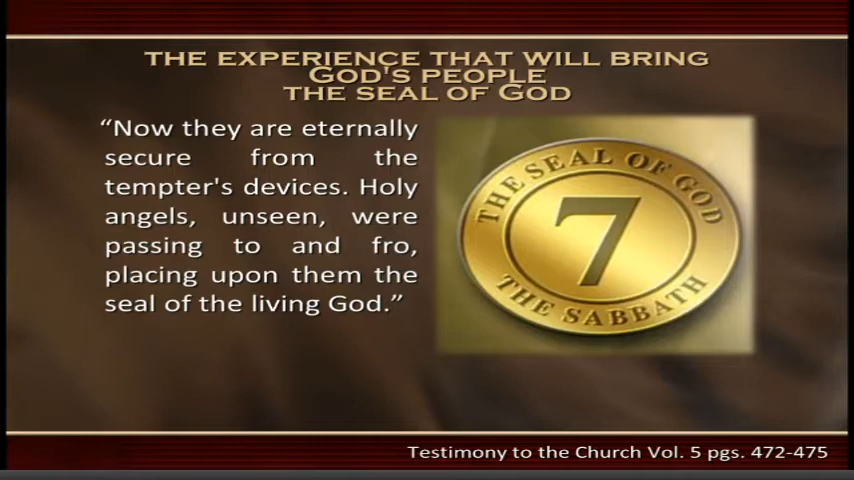 THE EXPERIENCE THAT WILL BRING
GOD'S PEOPLE
THE SEAL OF GOD
“Now they are eternally
secure from the
tempter's devices. Holy
angels, unseen, were
passing to and fro,
placing upon them the
seal of the living God.”
THE SEAL OF GOD
7
THE SABBATH
Testimony to the Church Vol. 5 pgs. 472-475